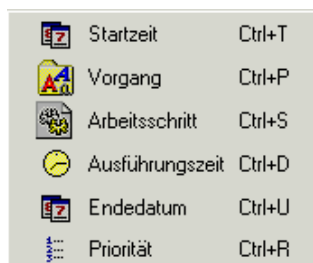 Startzeit Ctrl+T
Vorgang Ctrl+P
Arbeitsschritt Ctrl+S
Ausführungszeit Ctrl+D
Endedatum Ctrl+U
Priorität Ctrl+R